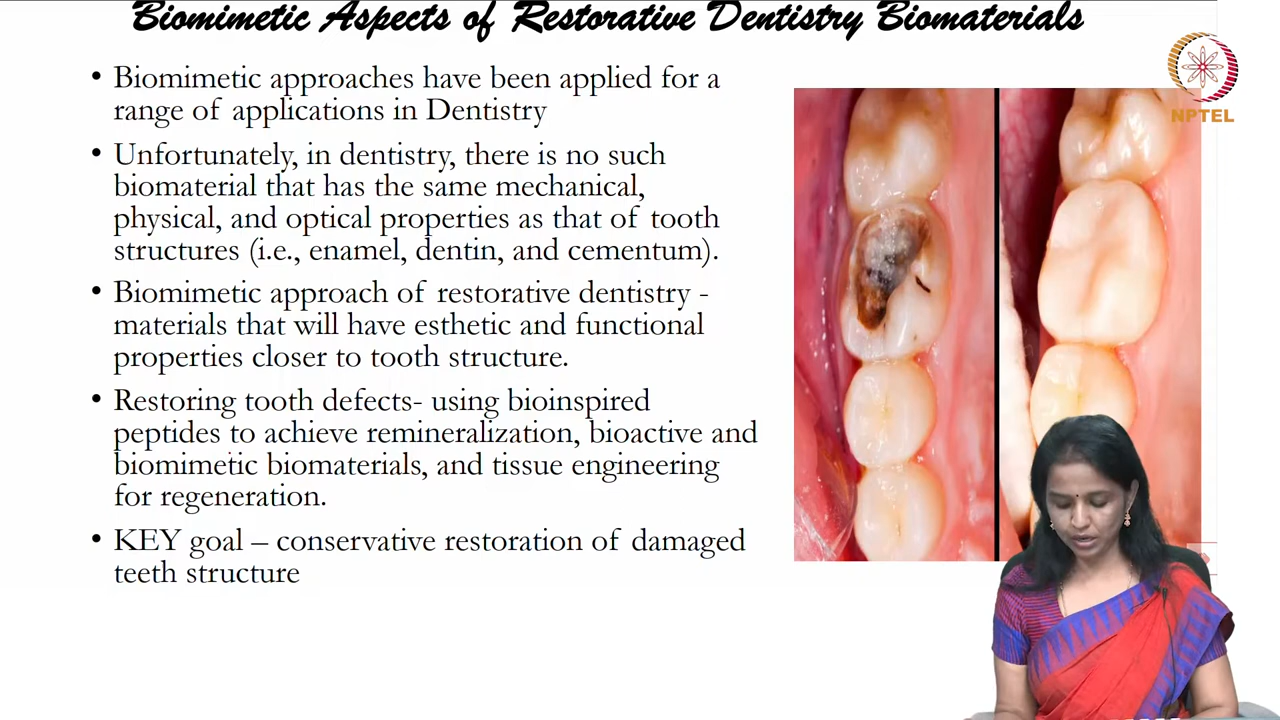 Biomimetic Aspects of Restorative Dentistry Biomaterials
• Biomimetic approaches have been applied for a
range of applications in Dentistry
• Unfortunately, in dentistry, there is no such
biomaterial that has the same mechanical,
physical, and optical properties as that of tooth
structures (i.e., enamel, dentin, and cementum).
• Biomimetic approach of restorative dentistry -
materials that will have esthetic and functional
properties closer to tooth structure.
• Restoring tooth defects- using bioinspired
peptides to achieve remineralization, bioactive and
biomimetic biomaterials, and tissue engineering
for regeneration.
• KEY goal – conservative restoration of damaged
teeth structure
NPTEL